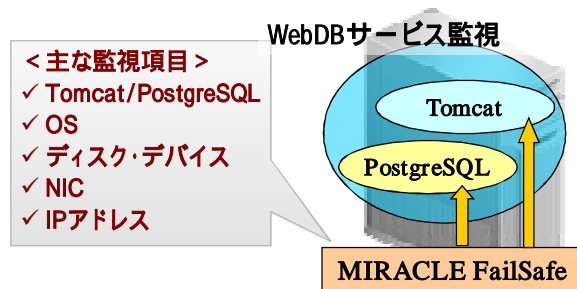 WebDBサービス監視
＜主な監視項目＞
✓ Tomcat/PostgreSQL
✓ OS
✓ ディスク・デバイス
✓ NIC
✓ IPアドレス
Tomcat
PostgreSQL
MIRACLE FailSafe